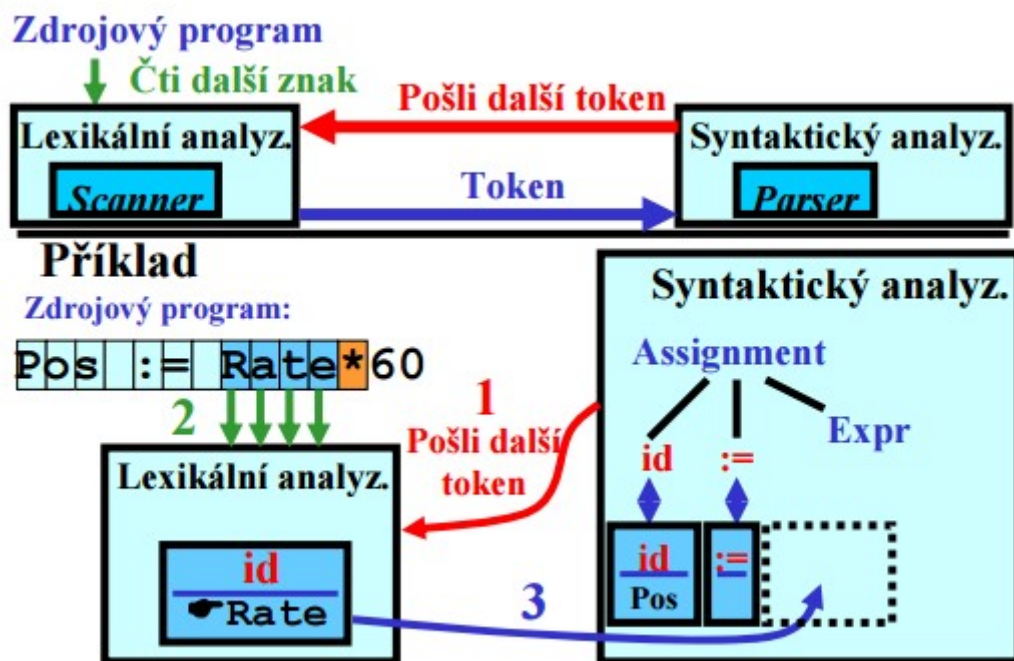 Zdrojový program
Čti další znak
Pošli další token
Lexikální analyz.
Scanner
Token
Syntaktický analyz.
Parser
Příklad
Zdrojový program:
Pos := Rate*60
2
Lexikální analyz.
id
☛Rate
1
Pošli další
token
3
Syntaktický analyz.
Assignment
id
:=
Expr
id
Pos
:=